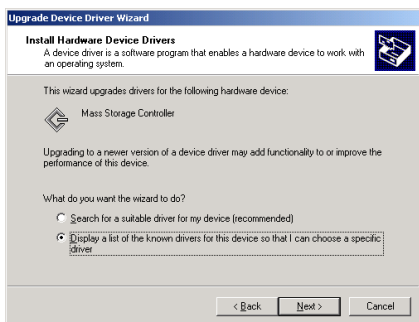 Upgrade Device Driver Wizard
Install Hardware Device Drivers
A device driver is a software program that enables a hardware device to work with
an operating system.
This wizard upgrades drivers for the following hardware device:
Mass Storage Controller
Upgrading to a newer version of a device driver may add functionality to or improve the
performance of this device.
What do you want the wizard to do?
Search for a suitable driver for my device (recommended)
Display a list of the known drivers for this device so that I can choose a specific
driver
< Back Next > Cancel